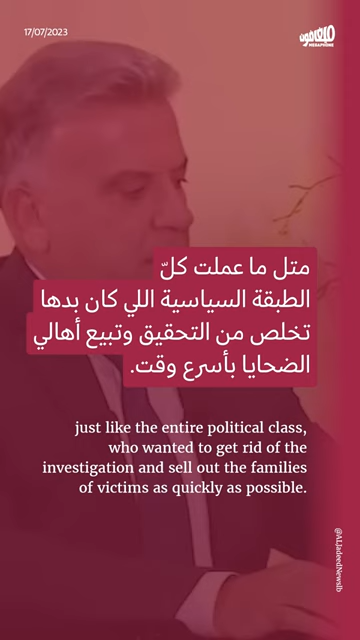 17/07/2023
ميغافون
MEGAPHONE
متل ما عملت كلّ
الطبقة السياسية اللي كان بدها
تخلص من التحقيق وتبيع أهالي
الضحايا بأسرع وقت.
just like the entire political class,
who wanted to get rid of the
investigation and sell out the families
of victims as quickly as possible.
@ALJadeedNewslb